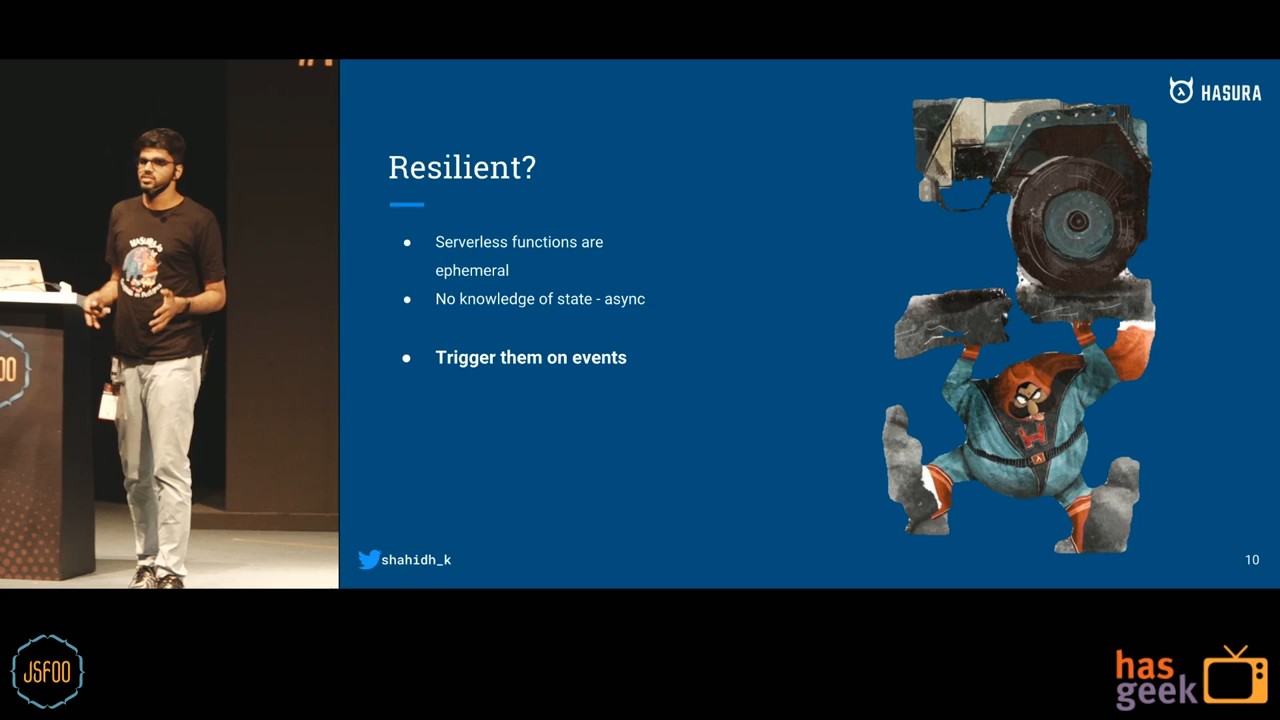 HASURA
Resilient?
● Serverless functions are
ephemeral
● No knowledge of state - async
● Trigger them on events
shahidh_k
10
JSFOO
has
geek